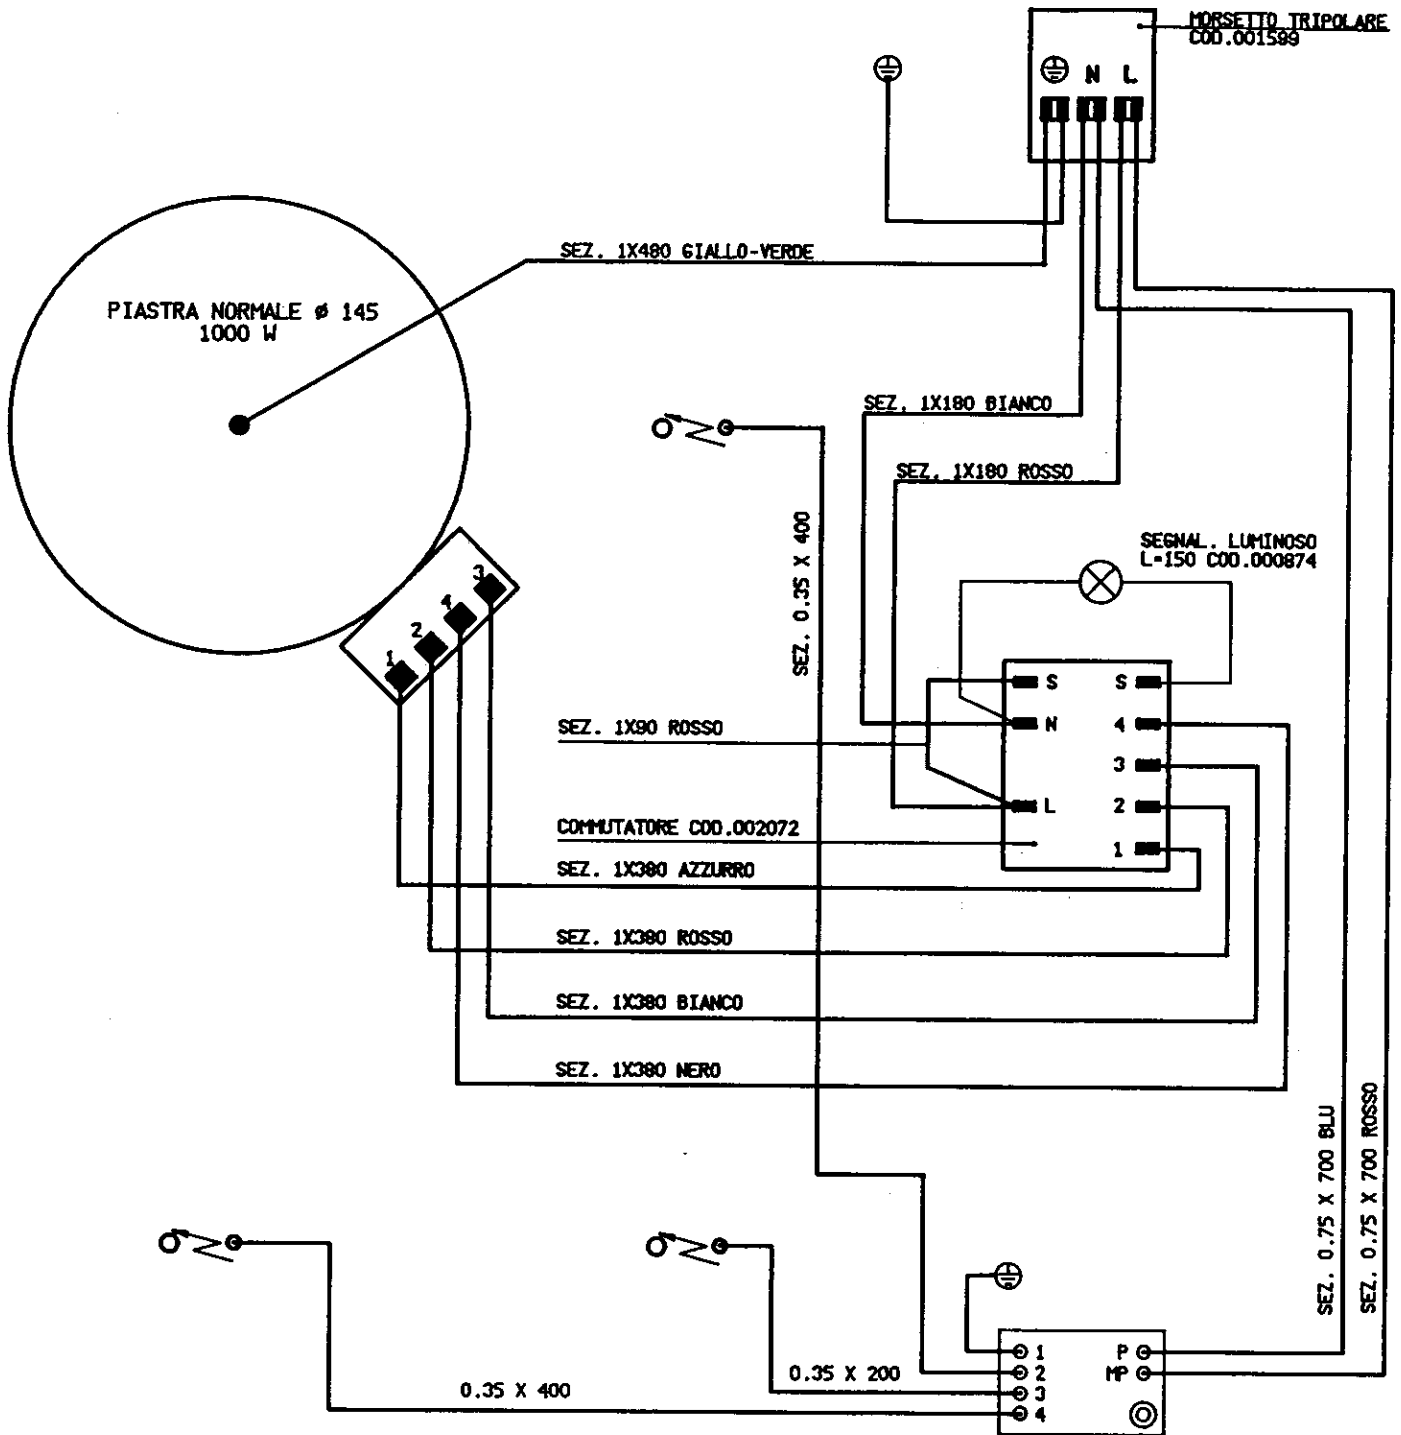 MORSETTO TRIPOLARE
COD.001599
N L
SEZ. 1X480 GIALLO-VERDE
PIASTRA NORMALE ø 145
1000 W
SEZ. 1X180 BIANCO
SEZ. 1X180 ROSSO
SEZ. 0.35 X 400
SEGNAL. LUMINOSO
L=150 COD.000874
3
4
2
1
S S
N 4
3
L 2
1
SEZ. 1X90 ROSSO
COMMUTATORE COD.002072
SEZ. 1X380 AZZURRO
SEZ. 1X380 ROSSO
SEZ. 1X380 BIANCO
SEZ. 1X380 NERO
SEZ. 0.75 X 700 BLU
SEZ. 0.75 X 700 ROSSO
1 P
2 MP
3
4
0.35 X 200
0.35 X 400